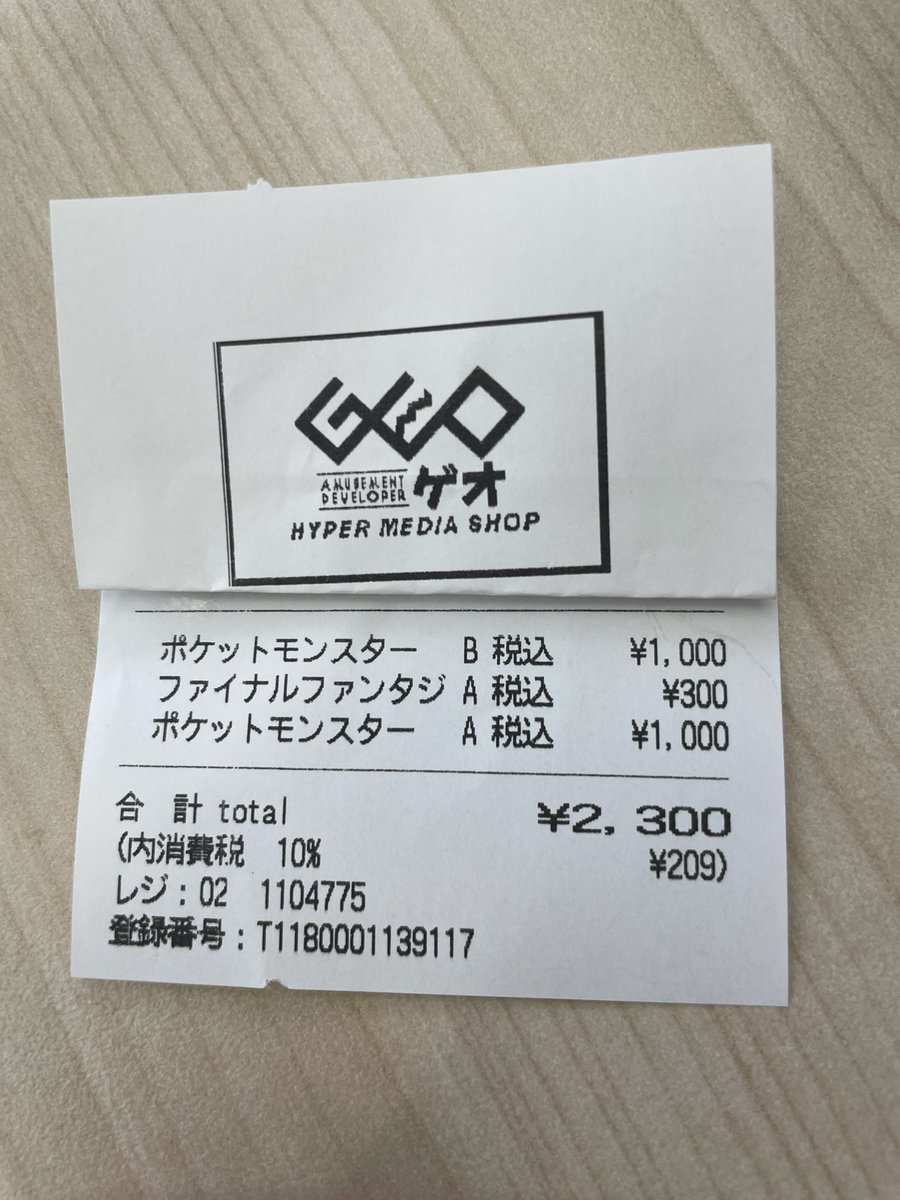 GEO
AMUSEMENT
DEVELOPER ゲオ
HYPER MEDIA SHOP
ポケットモンスター B 税込 ¥1,000
ファイナルファンタジ A 税込 ¥300
ポケットモンスター A 税込 ¥1,000
合 計 total ¥2,300
(内消費税 10% ¥209)
レジ:02 1104775
登録番号:T1180001139117